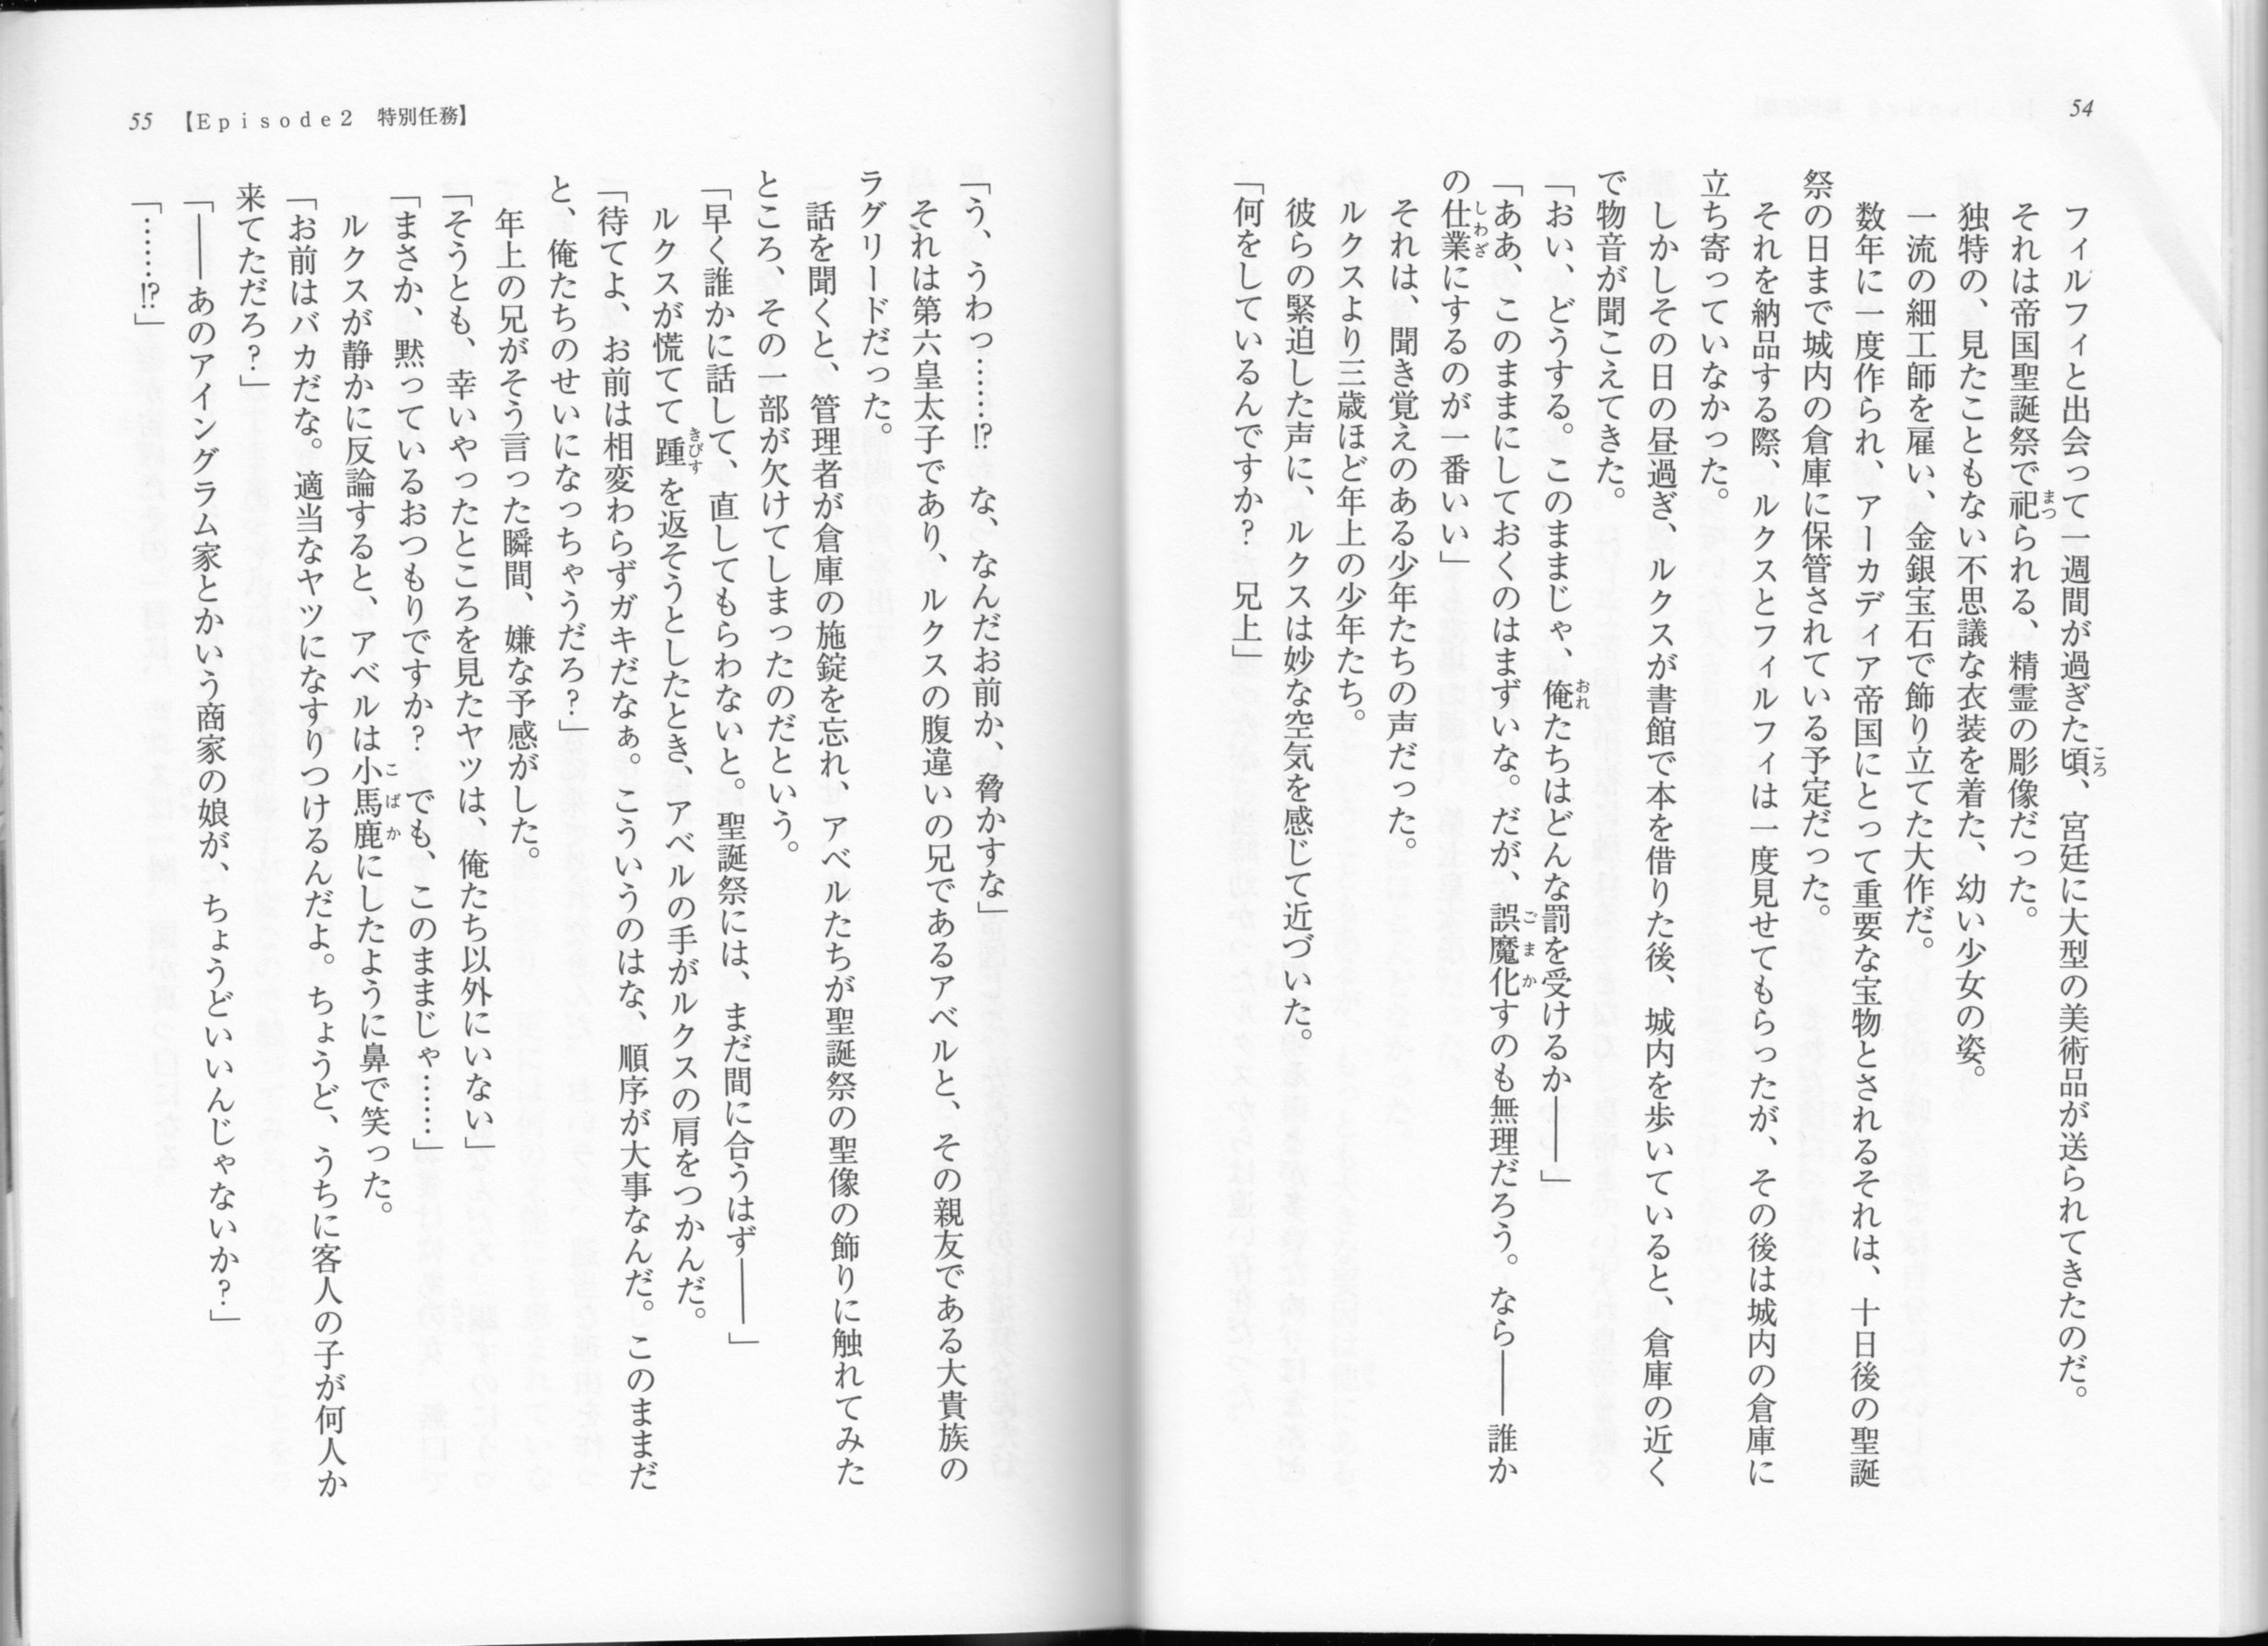 54
フィルフィと出会って一週間が過ぎた頃、宮廷に大型の美術品が送られてきたのだ。
それは帝国聖誕祭で祀られる、精霊の彫像だった。
独特の、見たこともない不思議な衣装を着た、幼い少女の姿。
一流の細工師を雇い、金銀宝石で飾り立てた大作だ。
数年に一度作られ、アーカディア帝国にとって重要な宝物とされるそれは、十日後の聖誕
祭の日まで城内の倉庫に保管されている予定だった。
それを納品する際、ルクスとフィルフィは一度見せてもらったが、その後は城内の倉庫に
立ち寄っていなかった。
しかしその日の昼過ぎ、ルクスが書館で本を借りた後、城内を歩いていると、倉庫の近く
で物音が聞こえてきた。
「おい、どうする。このままじゃ、俺たちはどんな罰を受けるか――」
「ああ、このままにしておくのはまずいな。だが、誤魔化すのも無理だろう。なら――誰か
の仕業にするのが一番いい」
それは、聞き覚えのある少年たちの声だった。
ルクスより三歳ほど年上の少年たち。
彼らの緊迫した声に、ルクスは妙な空気を感じて近づいた。
「何をしているんですか？　兄上」
55 【Episode2　特別任務】
「う、うわっ……⁉　な、なんだお前か、脅かすな」
それは第六皇太子であり、ルクスの腹違いの兄であるアベルと、その親友である大貴族の
ラグリードだった。
話を聞くと、管理者が倉庫の施錠を忘れ、アベルたちが聖誕祭の聖像の飾りに触れてみた
ところ、その一部が欠けてしまったのだという。
「早く誰かに話して、直してもらわないと。聖誕祭には、まだ間に合うはず――」
ルクスが慌てて踵を返そうとしたとき、アベルの手がルクスの肩をつかんだ。
「待てよ、お前は相変わらずガキだなぁ。こういうのはな、順序が大事なんだ。このままだ
と、俺たちのせいになっちゃうだろ？」
年上の兄がそう言った瞬間、嫌な予感がした。
「そうとも、幸いやったところを見たヤツは、俺たち以外にいない」
「まさか、黙っているおつもりですか？　でも、このままじゃ……」
ルクスが静かに反論すると、アベルは小馬鹿にしたように鼻で笑った。
「お前はバカだな。適当なヤツになすりつけるんだよ。ちょうど、うちに客人の子が何人か
来てただろ？」
「――あのアイングラム家とかいう商家の娘が、ちょうどいいんじゃないか？」
「……⁉」